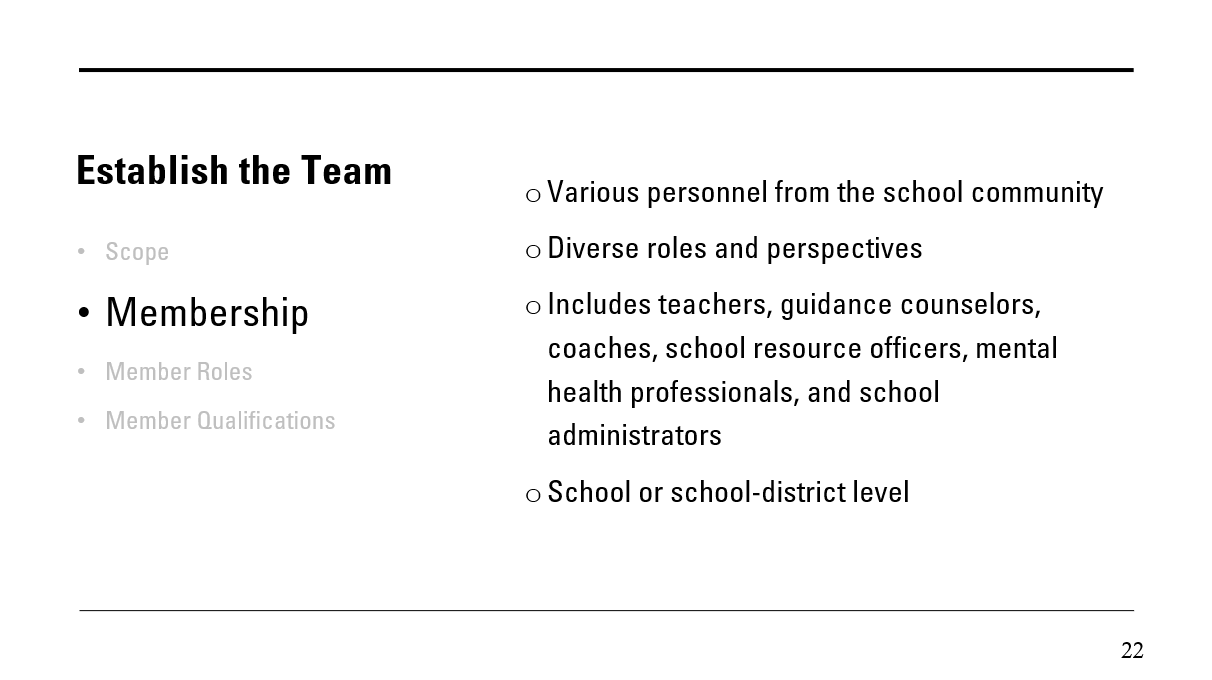 Establish the Team
• Scope
• Membership
• Member Roles
• Member Qualifications
o Various personnel from the school community
o Diverse roles and perspectives
o Includes teachers, guidance counselors,
coaches, school resource officers, mental
health professionals, and school
administrators
o School or school-district level
22